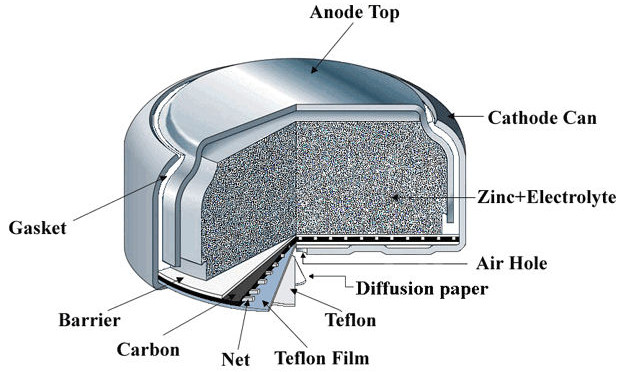 Anode Top
Cathode Can
Zinc+Electrolyte
Gasket
Air Hole
Diffusion paper
Barrier
Teflon
Carbon
Net
Teflon Film